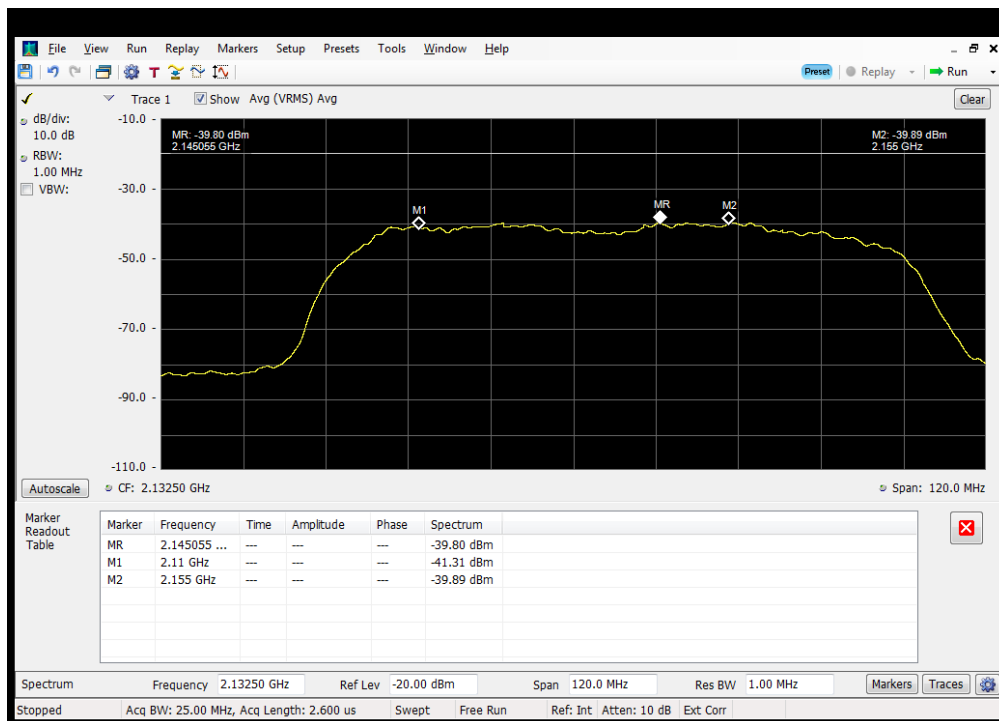 File View Run Replay Markers Setup Presets Tools Window Help
T Preset Replay Run
Trace 1 Show Avg (VRMS) Avg Clear
dB/div:
10.0 dB
RBW:
1.00 MHz
VBW:
-10.0
-30.0
-50.0
-70.0
-90.0
-110.0
MR: -39.80 dBm
2.145055 GHz
M2: -39.89 dBm
2.155 GHz
M1 MR M2
Autoscale CF: 2.13250 GHz Span: 120.0 MHz
Marker
Readout
Table
Marker Frequency Time Amplitude Phase Spectrum
MR 2.145055 ... --- --- --- -39.80 dBm
M1 2.11 GHz --- --- --- -41.31 dBm
M2 2.155 GHz --- --- --- -39.89 dBm
Spectrum Frequency 2.13250 GHz Ref Lev -20.00 dBm Span 120.0 MHz Res BW 1.00 MHz Markers Traces
Stopped Acq BW: 25.00 MHz, Acq Length: 2.600 us Swept Free Run Ref: Int Atten: 10 dB Ext Corr